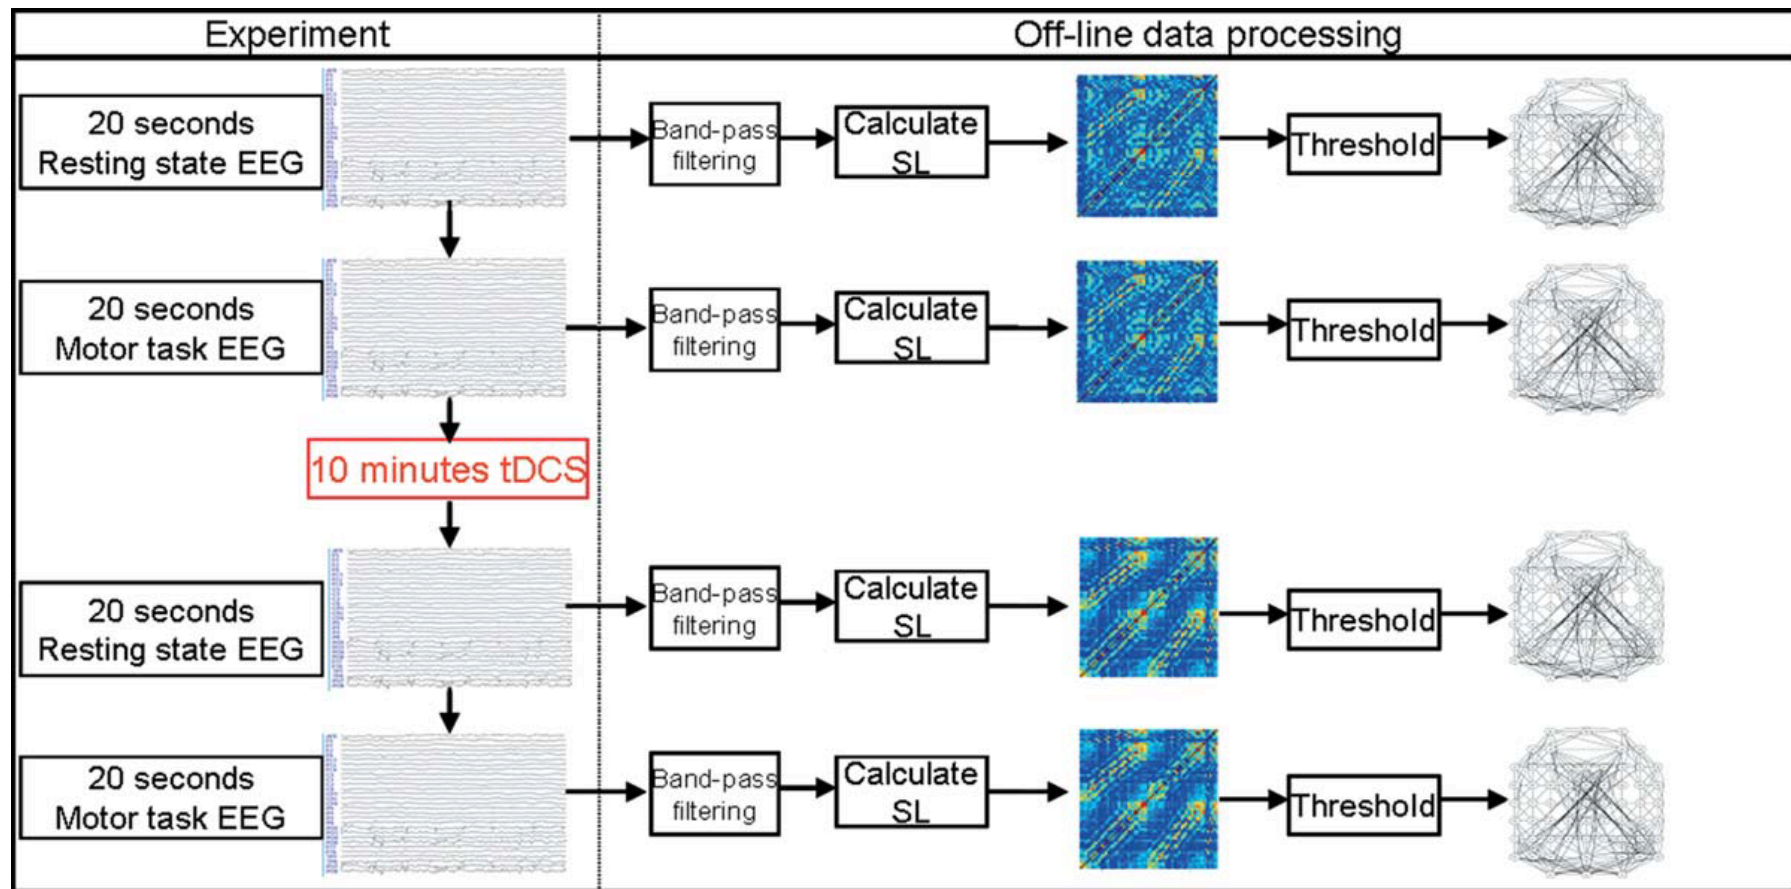 Experiment
Off-line data processing
20 seconds
Resting state EEG
Band-pass
filtering
Calculate
SL
Threshold
20 seconds
Motor task EEG
Band-pass
filtering
Calculate
SL
Threshold
10 minutes tDCS
20 seconds
Resting state EEG
Band-pass
filtering
Calculate
SL
Threshold
20 seconds
Motor task EEG
Band-pass
filtering
Calculate
SL
Threshold